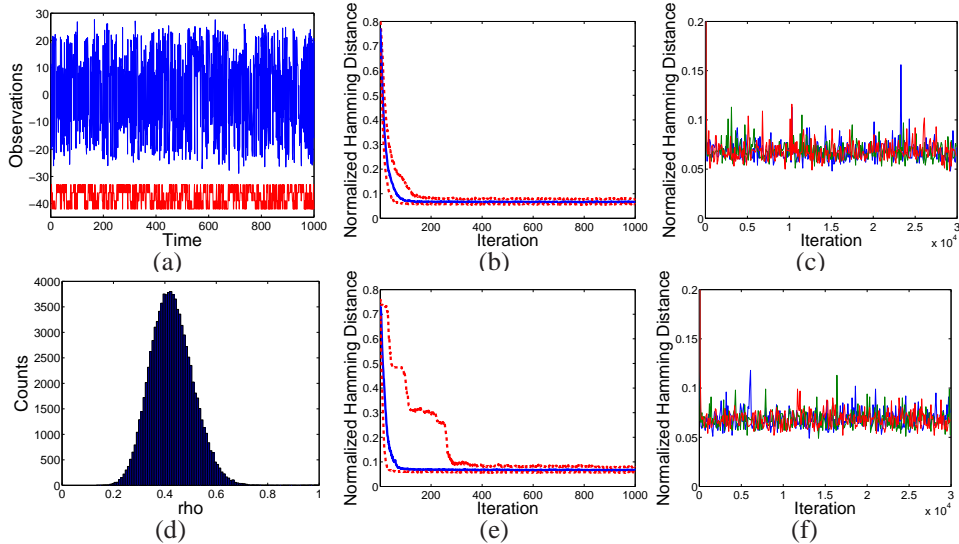 30
20
10
0
−10
−20
−30
−40
Observations
0 200 400 600 800 1000
Time
(a)
0.8
0.7
0.6
0.5
0.4
0.3
0.2
0.1
0
Normalized Hamming Distance
200 400 600 800 1000
Iteration
(b)
0.2
0.15
0.1
0.05
0
Normalized Hamming Distance
0 0.5 1 1.5 2 2.5 3
x 10^4
Iteration
(c)
4000
3500
3000
2500
2000
1500
1000
500
0
Counts
0 0.2 0.4 0.6 0.8 1
rho
(d)
0.8
0.7
0.6
0.5
0.4
0.3
0.2
0.1
0
Normalized Hamming Distance
200 400 600 800 1000
Iteration
(e)
0.2
0.15
0.1
0.05
0
Normalized Hamming Distance
0 0.5 1 1.5 2 2.5 3
x 10^4
Iteration
(f)